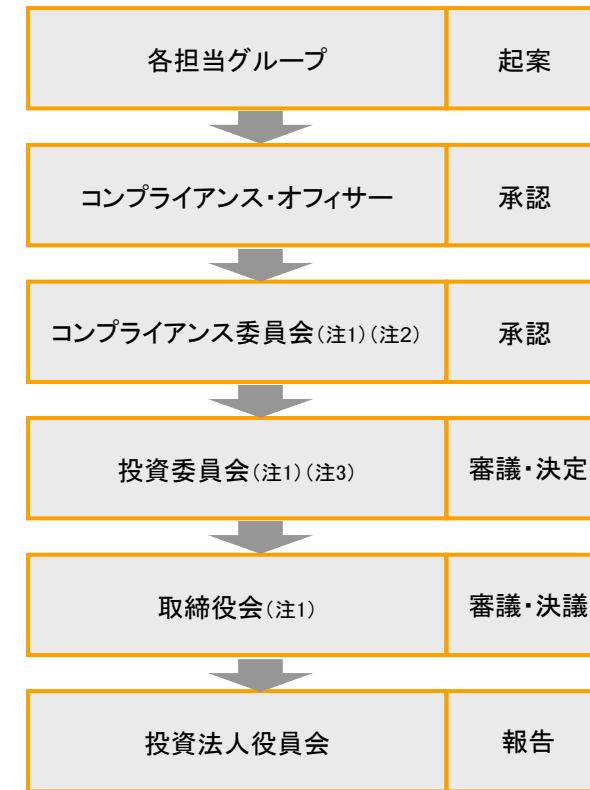 各担当グループ 起案
コンプライアンス・オフィサー 承認
コンプライアンス委員会(注1)(注2) 承認
投資委員会(注1)(注3) 審議・決定
取締役会(注1) 審議・決議
投資法人役員会 報告